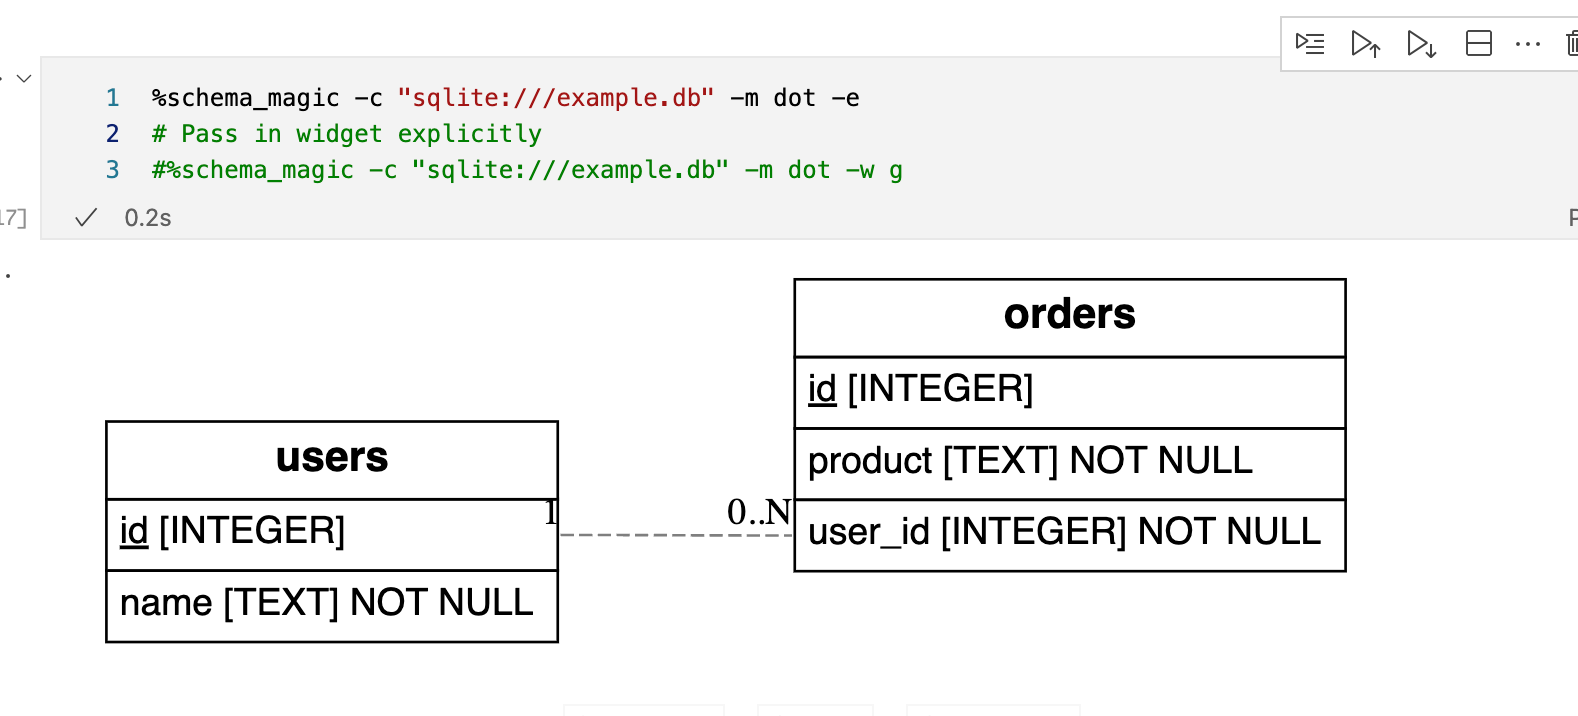 1 %schema_magic -c "sqlite:///example.db" -m dot -e
2 # Pass in widget explicitly
3 #%schema_magic -c "sqlite:///example.db" -m dot -w g
17] ✓ 0.2s
orders
id [INTEGER]
product [TEXT] NOT NULL
user_id [INTEGER] NOT NULL
users
id [INTEGER]
name [TEXT] NOT NULL
1 0..N